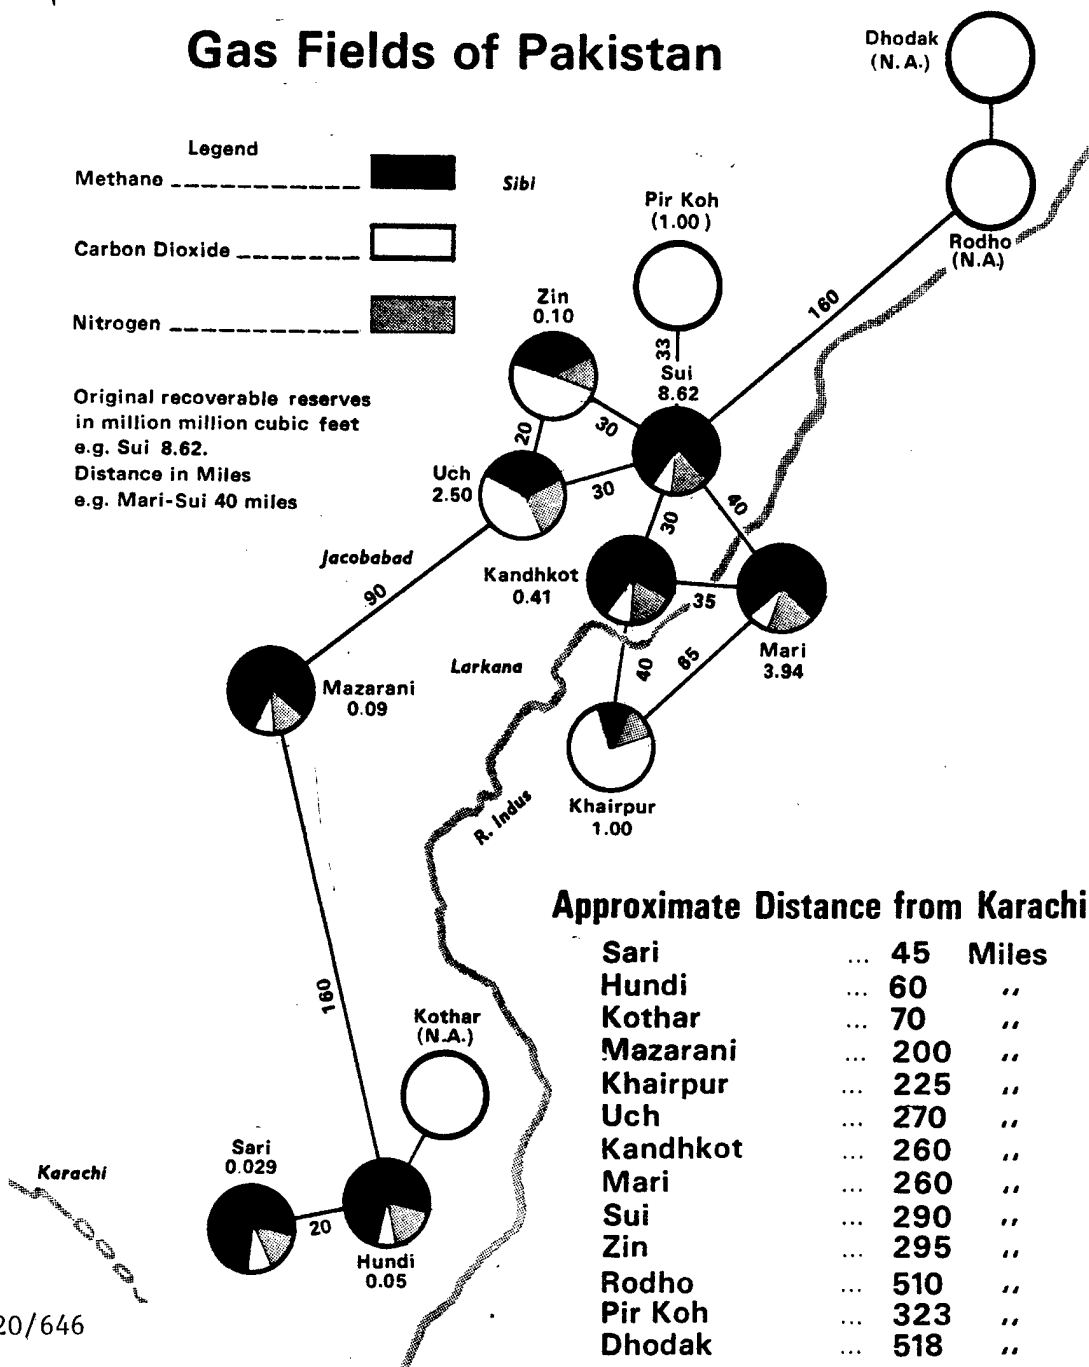 Gas Fields of Pakistan
Legend
Methane
Carbon Dioxide
Nitrogen
Original recoverable reserves
in million million cubic feet
e.g. Sui 8.62.
Distance in Miles
e.g. Mari-Sui 40 miles
Sibi
Dhodak
(N.A.)
Rodho
(N.A.)
160
Pir Koh
(1.00)
33
Zin
0.10
Sui
8.62
20
30
Uch
2.50
30
30
40
Jacobabad
90
Kandhkot
0.41
35
Mari
3.94
Larkana
40
65
Mazarani
0.09
Khairpur
1.00
R. Indus
160
Kothar
(N.A.)
Sari
0.029
20
Hundi
0.05
Karachi
Approximate Distance from Karachi
Sari ... 45 Miles
Hundi ... 60 ,,
Kothar ... 70 ,,
Mazarani ... 200 ,,
Khairpur ... 225 ,,
Uch ... 270 ,,
Kandhkot ... 260 ,,
Mari ... 260 ,,
Sui ... 290 ,,
Zin ... 295 ,,
Rodho ... 510 ,,
Pir Koh ... 323 ,,
Dhodak ... 518 ,,
20/646